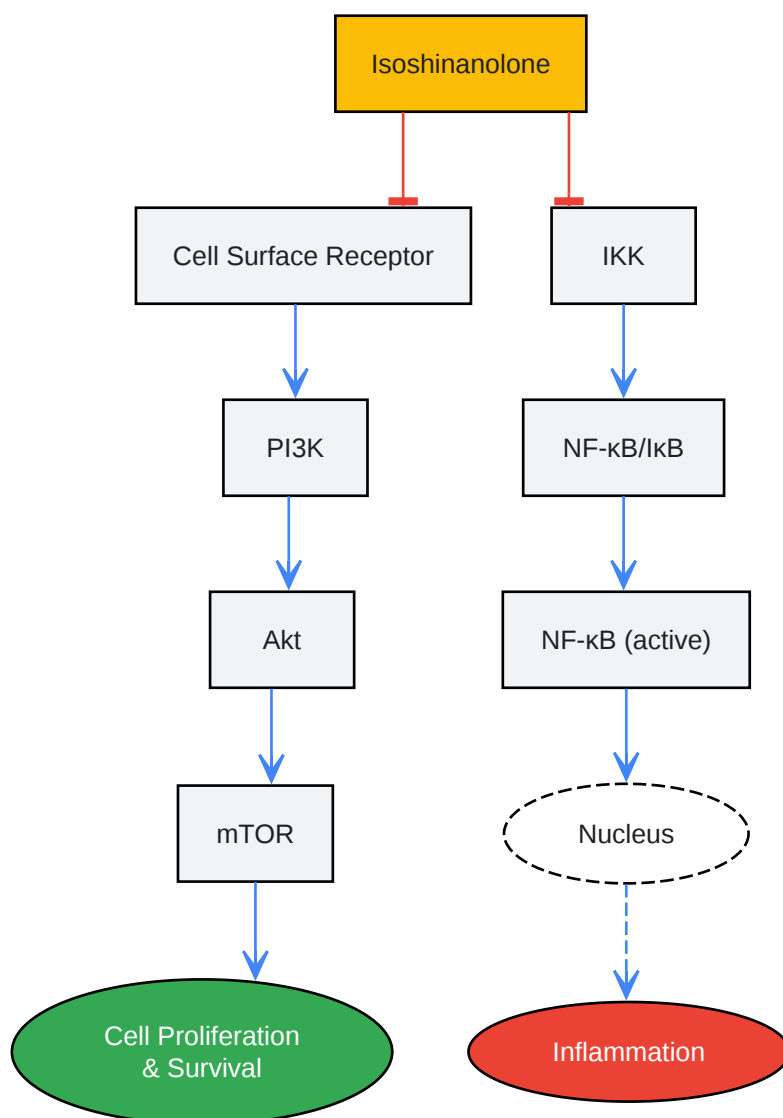 Isoshinanolone
Cell Surface Receptor
IKK
PI3K
NF-κB/IκB
Akt
NF-κB (active)
mTOR
Nucleus
Cell Proliferation
& Survival
Inflammation